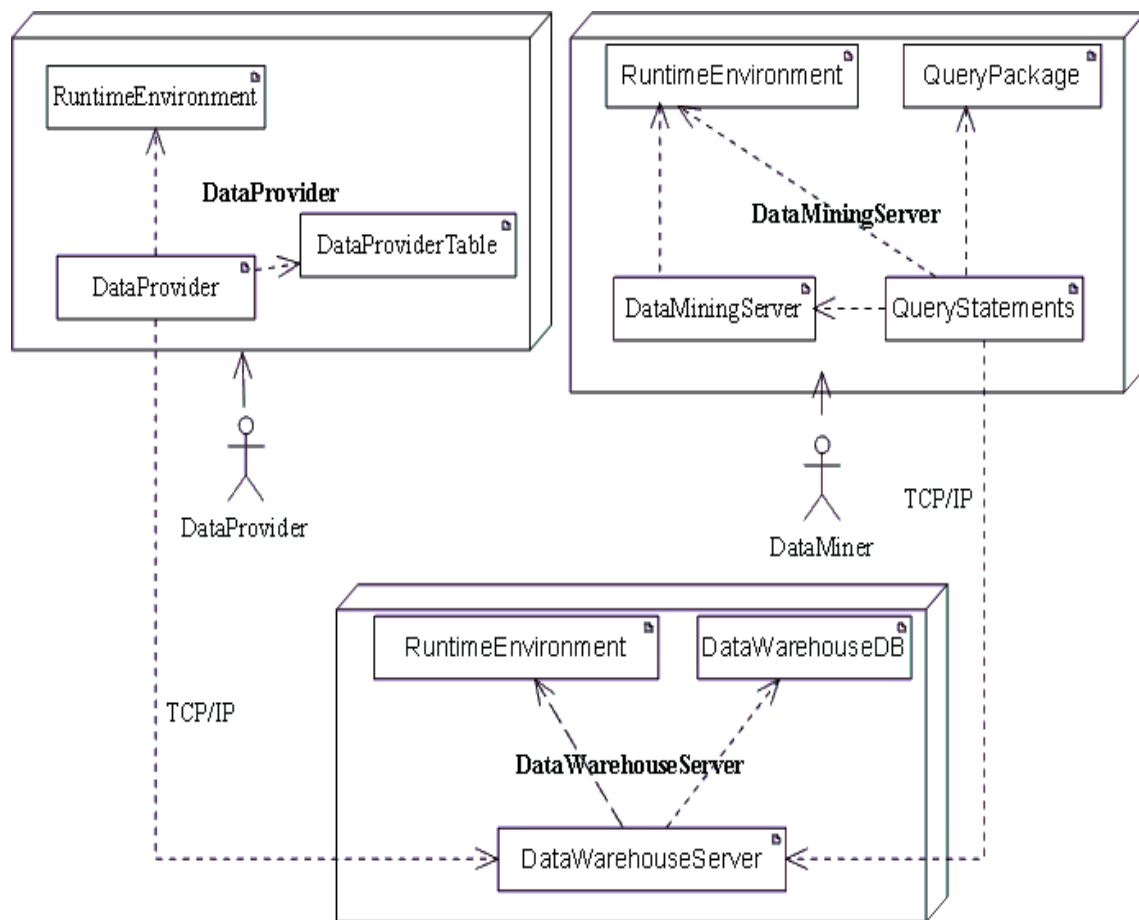 RuntimeEnvironment
DataProvider
DataProviderTable
DataProvider
DataProvider
RuntimeEnvironment
QueryPackage
DataMiningServer
DataMiningServer
QueryStatements
DataMiner
TCP/IP
TCP/IP
RuntimeEnvironment
DataWarehouseDB
DataWarehouseServer
DataWarehouseServer